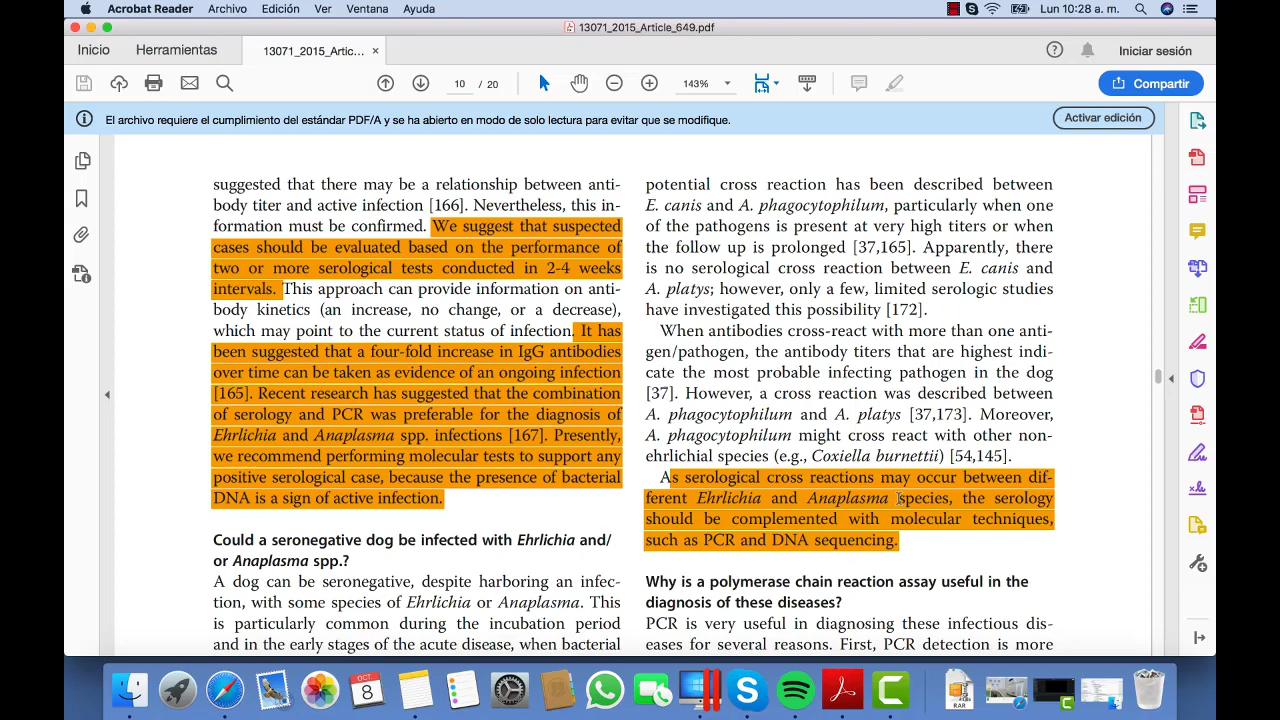 Acrobat Reader Archivo Edición Ver Ventana Ayuda
Lun 10:28 a. m.
13071_2015_Article_649.pdf
Inicio Herramientas 13071_2015_Artic... × Iniciar sesión
10 / 20 143% Compartir
El archivo requiere el cumplimiento del estándar PDF/A y se ha abierto en modo de solo lectura para evitar que se modifique. Activar edición
suggested that there may be a relationship between anti-
body titer and active infection [166]. Nevertheless, this in-
formation must be confirmed. We suggest that suspected
cases should be evaluated based on the performance of
two or more serological tests conducted in 2-4 weeks
intervals. This approach can provide information on anti-
body kinetics (an increase, no change, or a decrease),
which may point to the current status of infection. It has
been suggested that a four-fold increase in IgG antibodies
over time can be taken as evidence of an ongoing infection
[165]. Recent research has suggested that the combination
of serology and PCR was preferable for the diagnosis of
Ehrlichia and Anaplasma spp. infections [167]. Presently,
we recommend performing molecular tests to support any
positive serological case, because the presence of bacterial
DNA is a sign of active infection.
Could a seronegative dog be infected with Ehrlichia and/
or Anaplasma spp.?
A dog can be seronegative, despite harboring an infec-
tion, with some species of Ehrlichia or Anaplasma. This
is particularly common during the incubation period
and in the early stages of the acute disease, when bacterial
potential cross reaction has been described between
E. canis and A. phagocytophilum, particularly when one
of the pathogens is present at very high titers or when
the follow up is prolonged [37,165]. Apparently, there
is no serological cross reaction between E. canis and
A. platys; however, only a few, limited serologic studies
have investigated this possibility [172].
When antibodies cross-react with more than one anti-
gen/pathogen, the antibody titers that are highest indi-
cate the most probable infecting pathogen in the dog
[37]. However, a cross reaction was described between
A. phagocytophilum and A. platys [37,173]. Moreover,
A. phagocytophilum might cross react with other non-
ehrlichial species (e.g., Coxiella burnettii) [54,145].
As serological cross reactions may occur between dif-
ferent Ehrlichia and Anaplasma species, the serology
should be complemented with molecular techniques,
such as PCR and DNA sequencing.
Why is a polymerase chain reaction assay useful in the
diagnosis of these diseases?
PCR is very useful in diagnosing these infectious dis-
eases for several reasons. First, PCR detection is more
OCT
8
RAR